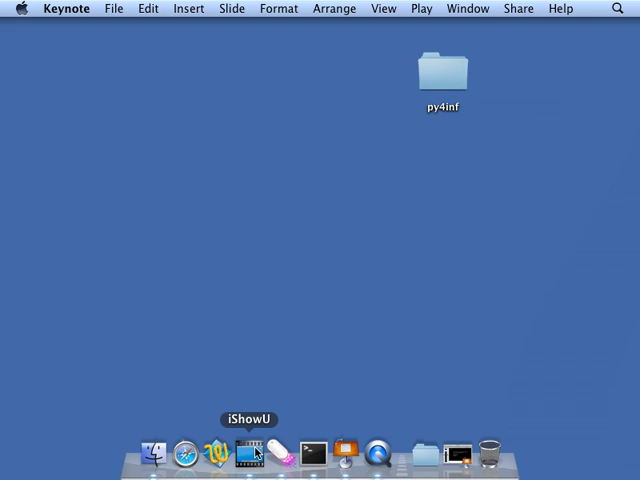 Keynote File Edit Insert Slide Format Arrange View Play Window Share Help
py4inf
iShowU